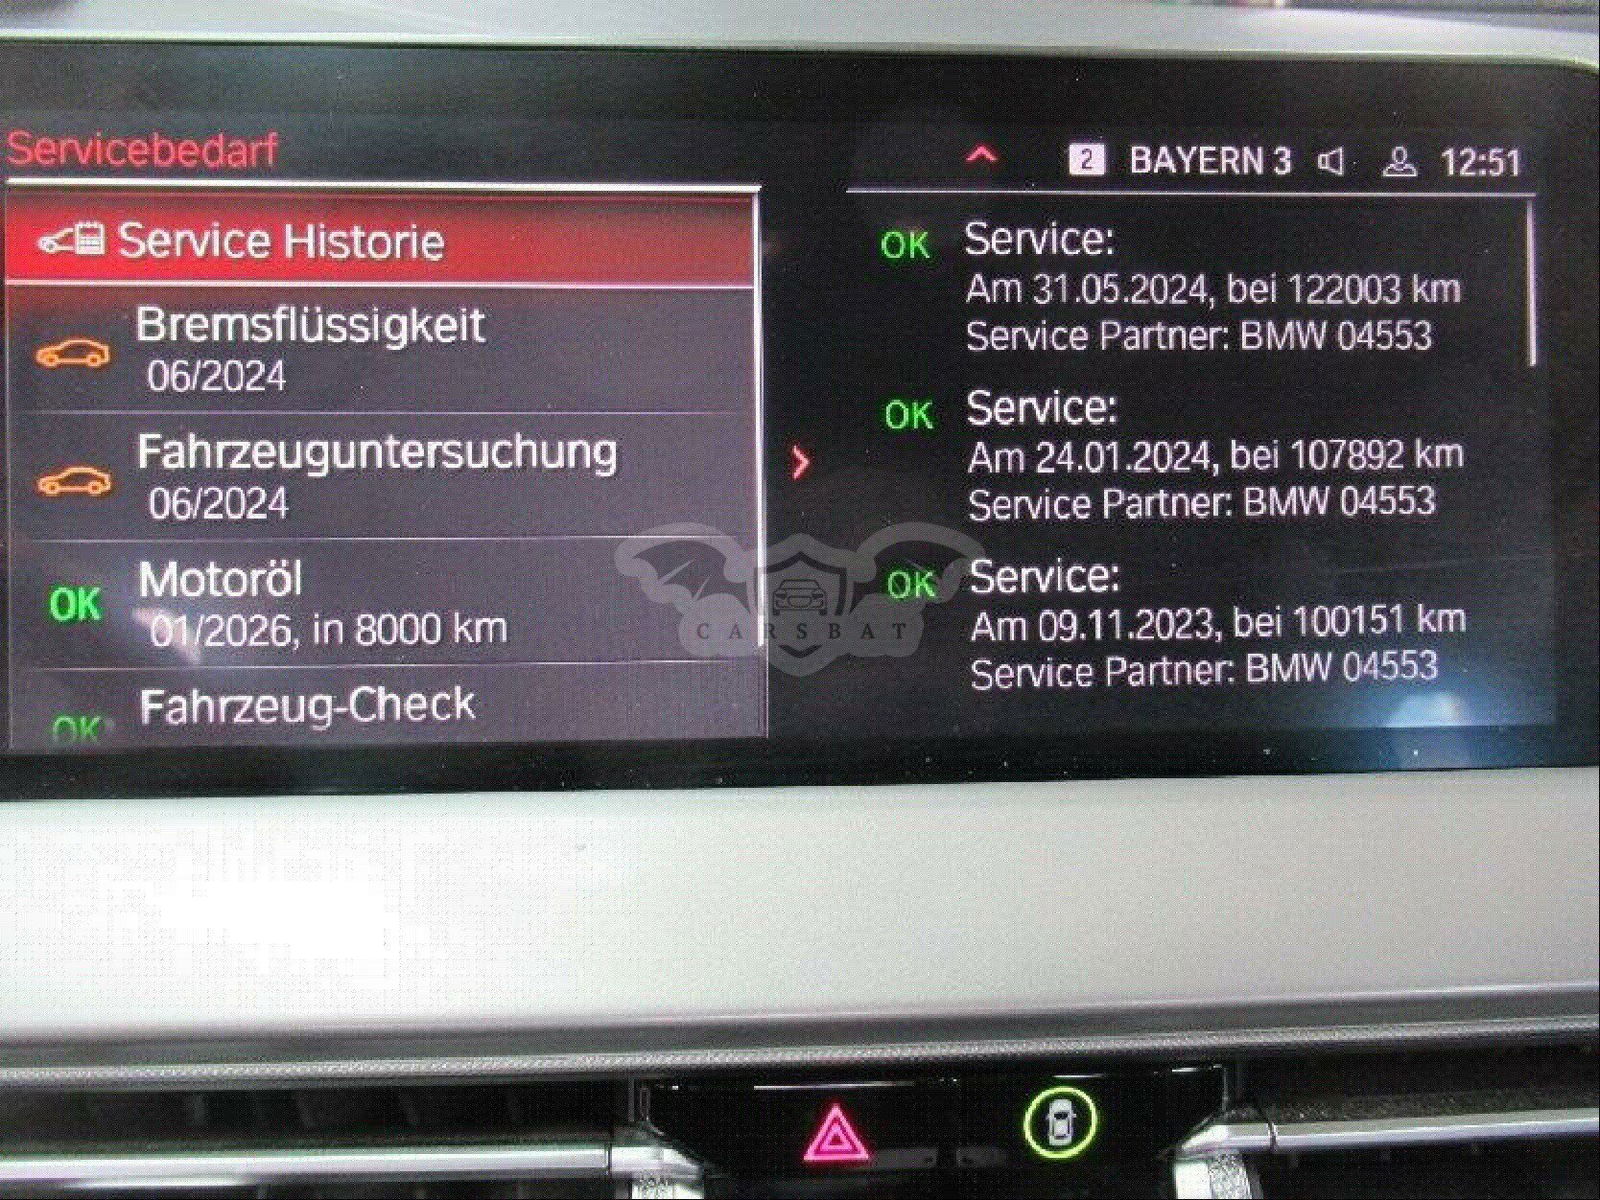 Servicebedarf
2 BAYERN 3 12:51
Service Historie
Bremsflüssigkeit
06/2024
Fahrzeuguntersuchung
06/2024
OK Motoröl
01/2026, in 8000 km
OK Fahrzeug-Check
OK Service:
Am 31.05.2024, bei 122003 km
Service Partner: BMW 04553
OK Service:
Am 24.01.2024, bei 107892 km
Service Partner: BMW 04553
OK Service:
Am 09.11.2023, bei 100151 km
Service Partner: BMW 04553
CARSBAT